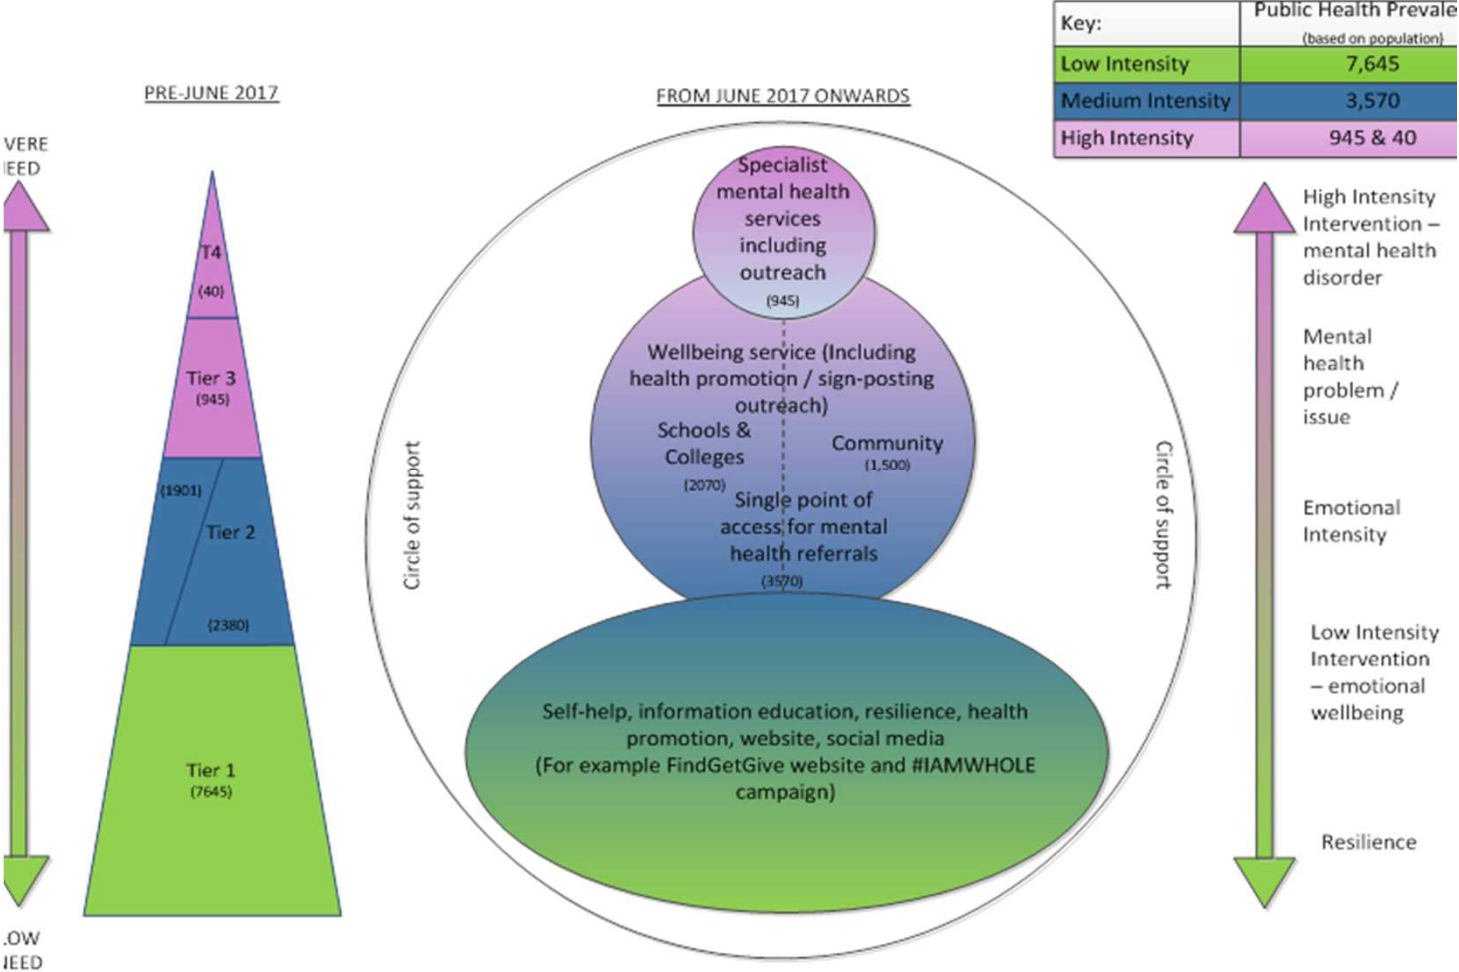 Key:
Public Health Prevale
(based on population)
Low Intensity
7,645
Medium Intensity
3,570
High Intensity
945 & 40
PRE-JUNE 2017
FROM JUNE 2017 ONWARDS
VERE
IEED
T4
(40)
Tier 3
(945)
(1901)
Tier 2
(2380)
Tier 1
(7645)
.OW
IEED
Circle of support
Specialist
mental health
services
including
outreach
(945)
Wellbeing service (Including
health promotion / sign-posting
outreach)
Schools &
Colleges
(2070)
Community
(1,500)
Single point of
access for mental
health referrals
(3570)
Self-help, information education, resilience, health
promotion, website, social media
(For example FindGetGive website and #IAMWHOLE
campaign)
Circle of support
High Intensity
Intervention –
mental health
disorder
Mental
health
problem /
issue
Emotional
Intensity
Low Intensity
Intervention
– emotional
wellbeing
Resilience